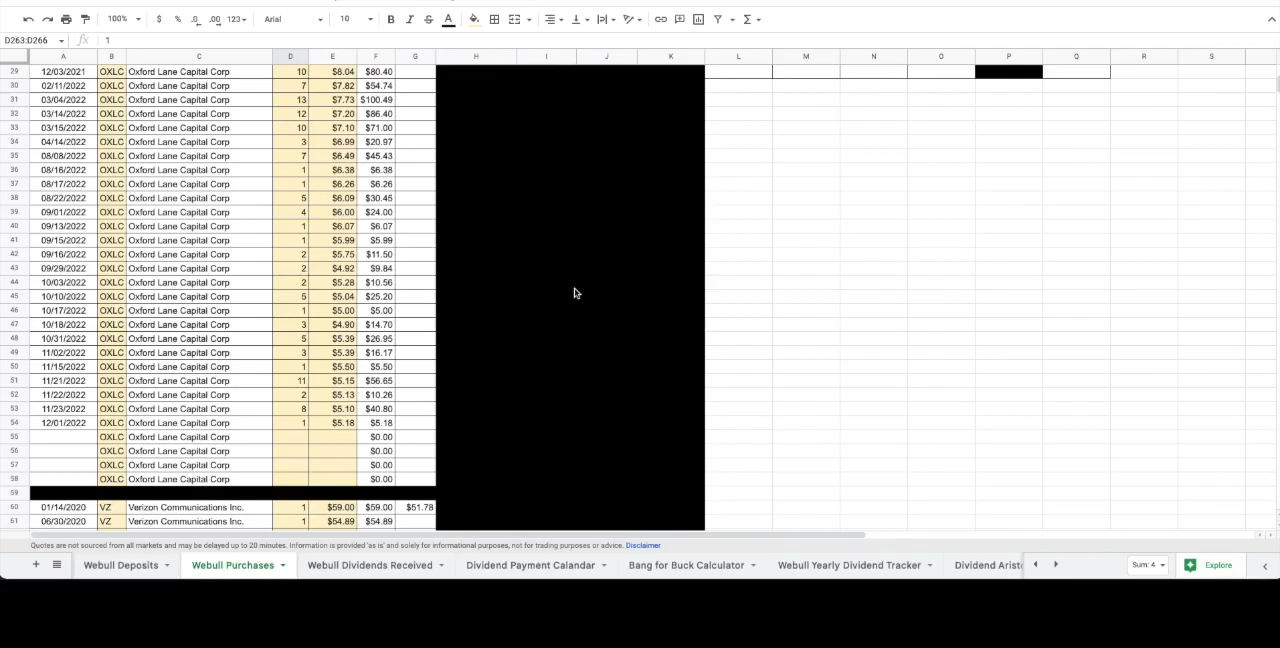 100% $ % .0 .00 123 Arial 10 B I S A
D263:D266 fx 1
A B C D E F G H I J K L M N O P Q R S
29 12/03/2021 OXLC Oxford Lane Capital Corp 10 $8.04 $80.40
30 02/11/2022 OXLC Oxford Lane Capital Corp 7 $7.82 $54.74
31 03/04/2022 OXLC Oxford Lane Capital Corp 13 $7.73 $100.49
32 03/14/2022 OXLC Oxford Lane Capital Corp 12 $7.20 $86.40
33 03/15/2022 OXLC Oxford Lane Capital Corp 10 $7.10 $71.00
34 04/14/2022 OXLC Oxford Lane Capital Corp 3 $6.99 $20.97
35 08/08/2022 OXLC Oxford Lane Capital Corp 7 $6.49 $45.43
36 08/16/2022 OXLC Oxford Lane Capital Corp 1 $6.38 $6.38
37 08/17/2022 OXLC Oxford Lane Capital Corp 1 $6.26 $6.26
38 08/22/2022 OXLC Oxford Lane Capital Corp 5 $6.09 $30.45
39 09/01/2022 OXLC Oxford Lane Capital Corp 4 $6.00 $24.00
40 09/13/2022 OXLC Oxford Lane Capital Corp 1 $6.07 $6.07
41 09/15/2022 OXLC Oxford Lane Capital Corp 1 $5.99 $5.99
42 09/16/2022 OXLC Oxford Lane Capital Corp 2 $5.75 $11.50
43 09/29/2022 OXLC Oxford Lane Capital Corp 2 $4.92 $9.84
44 10/03/2022 OXLC Oxford Lane Capital Corp 2 $5.28 $10.56
45 10/10/2022 OXLC Oxford Lane Capital Corp 5 $5.04 $25.20
46 10/17/2022 OXLC Oxford Lane Capital Corp 1 $5.00 $5.00
47 10/18/2022 OXLC Oxford Lane Capital Corp 3 $4.90 $14.70
48 10/31/2022 OXLC Oxford Lane Capital Corp 5 $5.39 $26.95
49 11/02/2022 OXLC Oxford Lane Capital Corp 3 $5.39 $16.17
50 11/15/2022 OXLC Oxford Lane Capital Corp 1 $5.50 $5.50
51 11/21/2022 OXLC Oxford Lane Capital Corp 11 $5.15 $56.65
52 11/22/2022 OXLC Oxford Lane Capital Corp 2 $5.13 $10.26
53 11/23/2022 OXLC Oxford Lane Capital Corp 8 $5.10 $40.80
54 12/01/2022 OXLC Oxford Lane Capital Corp 1 $5.18 $5.18
55 OXLC Oxford Lane Capital Corp $0.00
56 OXLC Oxford Lane Capital Corp $0.00
57 OXLC Oxford Lane Capital Corp $0.00
58 OXLC Oxford Lane Capital Corp $0.00
59
60 01/14/2020 VZ Verizon Communications Inc. 1 $59.00 $59.00 $51.78
61 06/30/2020 VZ Verizon Communications Inc. 1 $54.89 $54.89
Quotes are not sourced from all markets and may be delayed up to 20 minutes. Information is provided 'as is' and solely for informational purposes, not for trading purposes or advice. Disclaimer
+ Webull Deposits Webull Purchases Webull Dividends Received Dividend Payment Calandar Bang for Buck Calculator Webull Yearly Dividend Tracker Dividend Arist Sum: 4 Explore